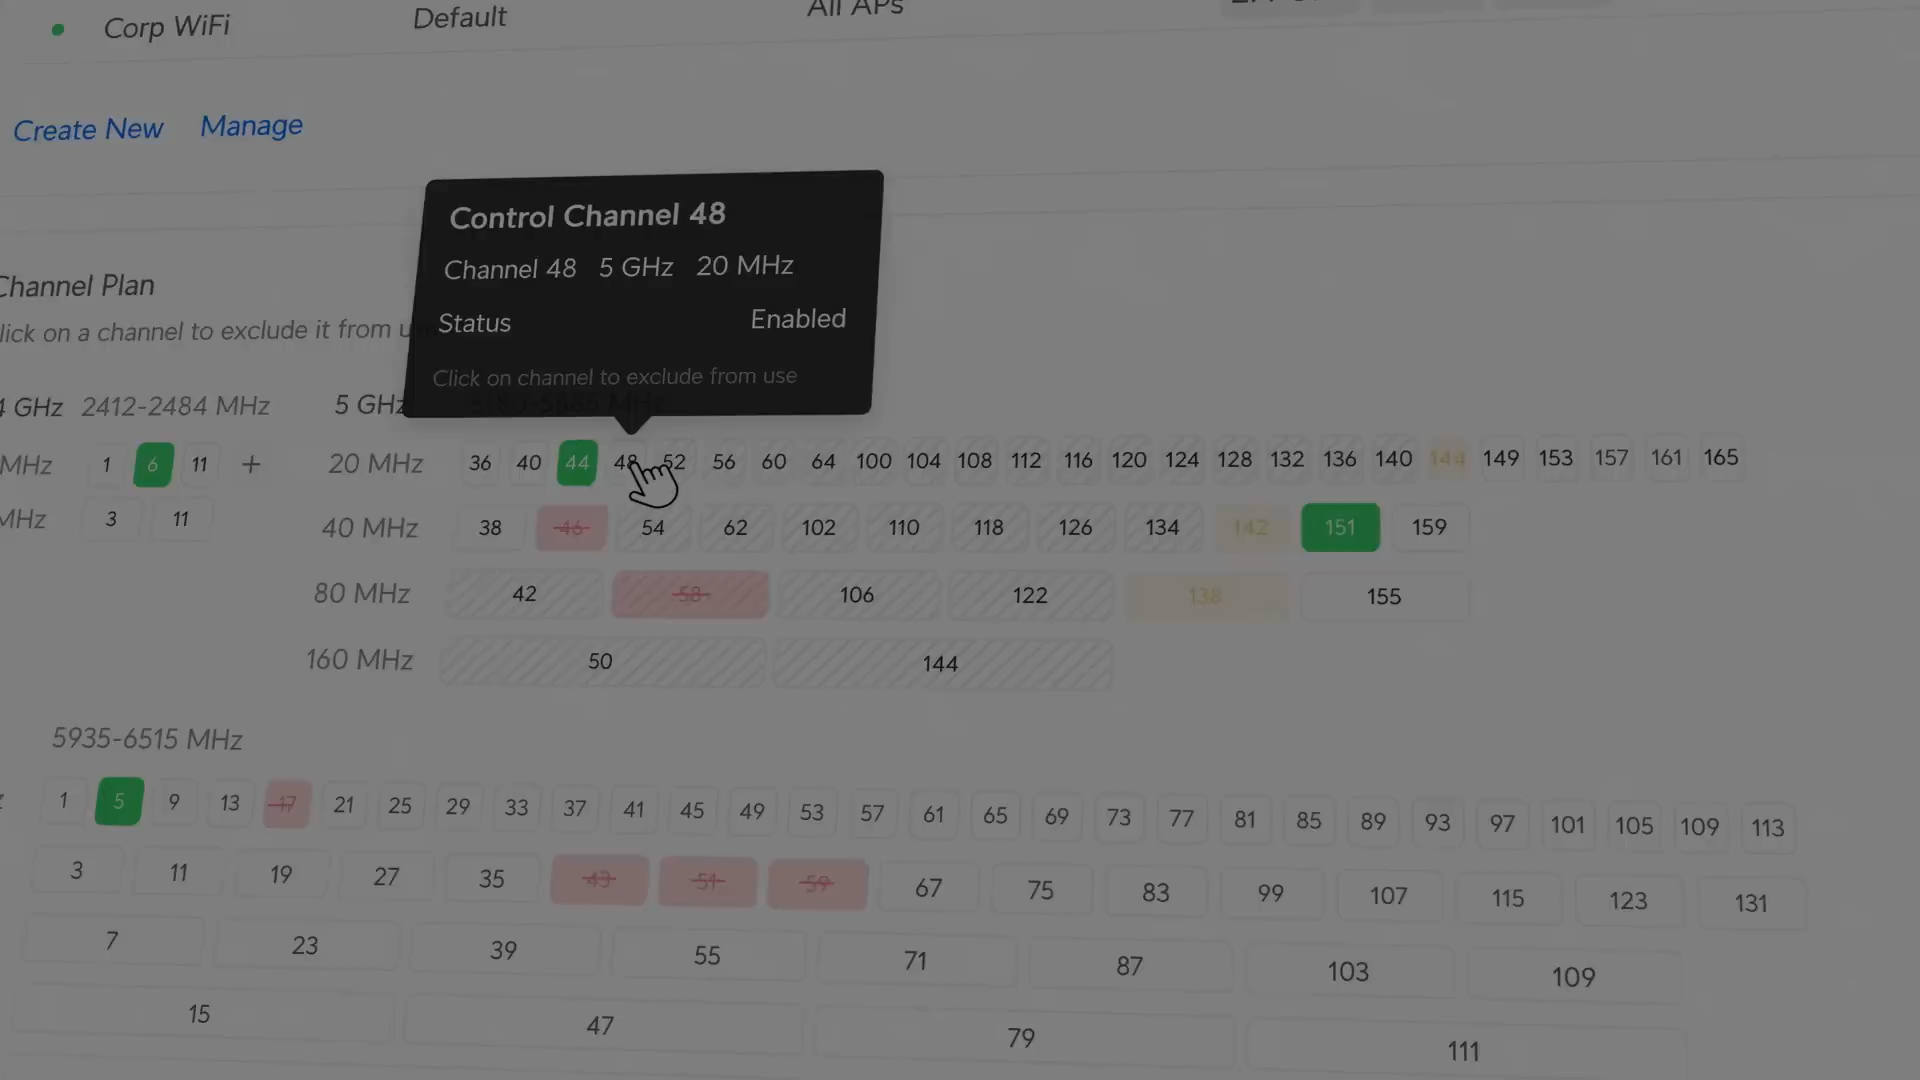 Corp WiFi Default All APs
Create New Manage
Control Channel 48
Channel 48 5 GHz 20 MHz
Status Enabled
Click on channel to exclude from use
Channel Plan
lick on a channel to exclude it from u
4 GHz 2412-2484 MHz 5 GHz
MHz 1 6 11 + 20 MHz 36 40 44 48 52 56 60 64 100 104 108 112 116 120 124 128 132 136 140 144 149 153 157 161 165
MHz 3 11 40 MHz 38 46 54 62 102 110 118 126 134 142 151 159
80 MHz 42 58 106 122 138 155
160 MHz 50 144
5935-6515 MHz
1 5 9 13 17 21 25 29 33 37 41 45 49 53 57 61 65 69 73 77 81 85 89 93 97 101 105 109 113
3 11 19 27 35 43 51 59 67 75 83 99 107 115 123 131
7 23 39 55 71 87 103 109
15 47 79 111